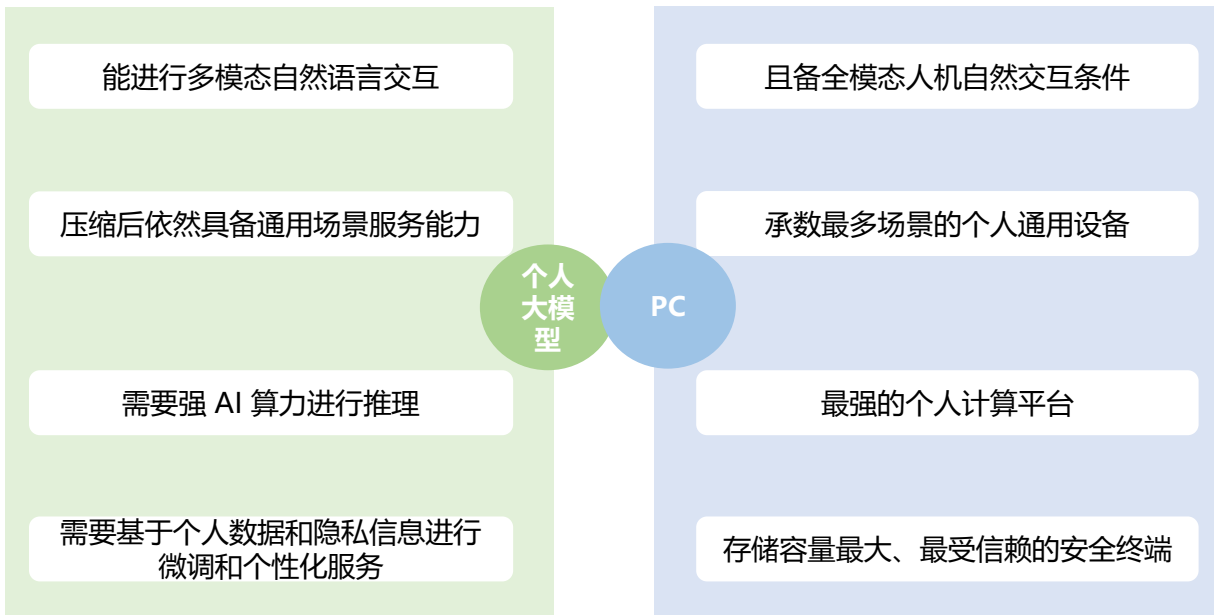 能进行多模态自然语言交互
压缩后依然具备通用场景服务能力
需要强 AI 算力进行推理
需要基于个人数据和隐私信息进行
微调和个性化服务
个人
大模
型
PC
且备全模态人机自然交互条件
承数最多场景的个人通用设备
最强的个人计算平台
存储容量最大、最受信赖的安全终端